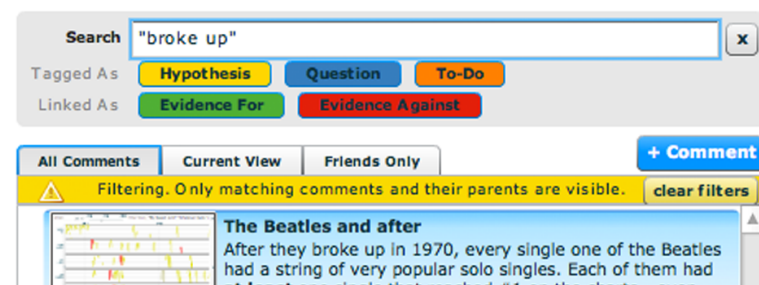 Search "broke up" x
Tagged As Hypothesis Question To-Do
Linked As Evidence For Evidence Against
All Comments Current View Friends Only + Comment
Filtering. Only matching comments and their parents are visible. clear filters
The Beatles and after
After they broke up in 1970, every single one of the Beatles
had a string of very popular solo singles. Each of them had